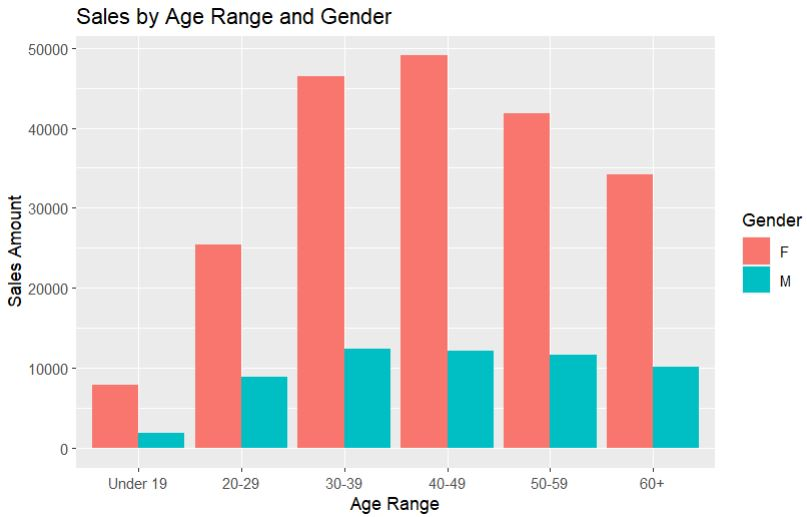 Sales by Age Range and Gender
50000
40000
30000
20000
10000
0
Sales Amount
Under 19 20-29 30-39 40-49 50-59 60+
Age Range
Gender
F
M